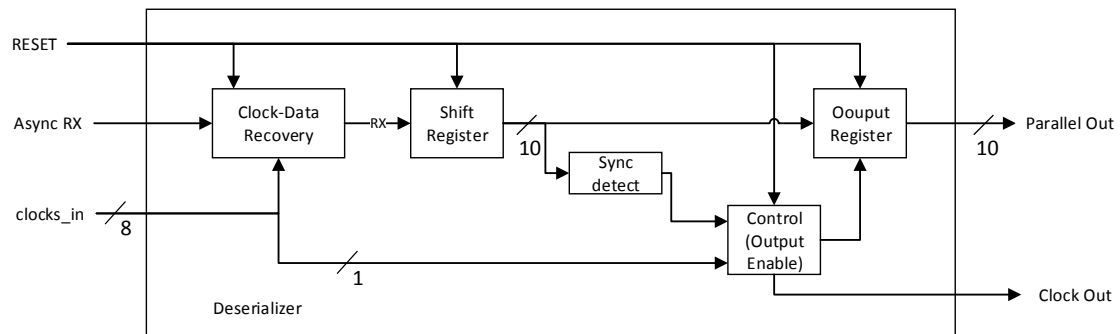 RESET
Async RX
clocks_in
8
Clock-Data
Recovery
RX
Shift
Register
10
Sync
detect
1
Control
(Output
Enable)
Oouput
Register
10
Parallel Out
Clock Out
Deserializer